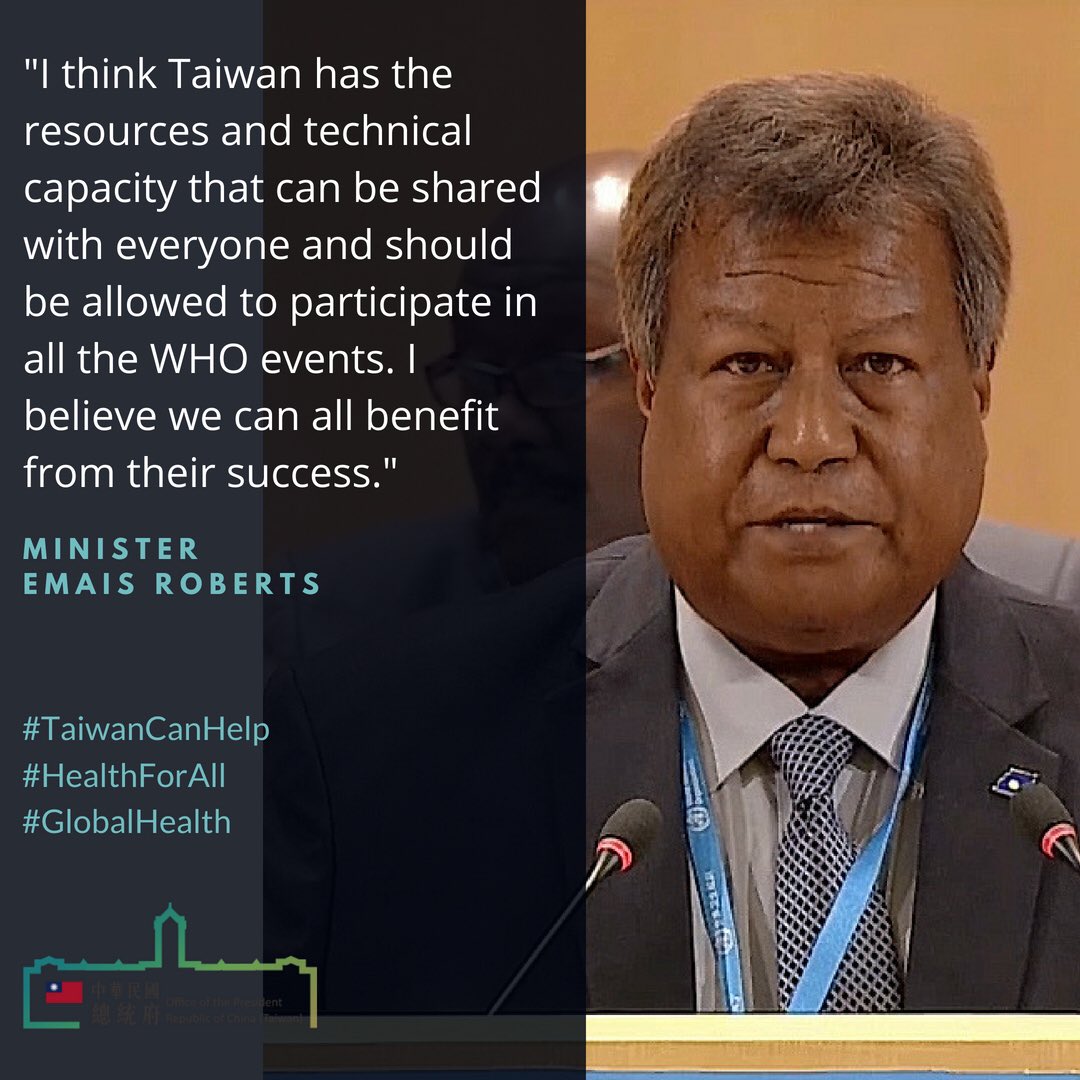 "I think Taiwan has the
resources and technical
capacity that can be shared
with everyone and should
be allowed to participate in
all the WHO events. I
believe we can all benefit
from their success."
MINISTER
EMAIS ROBERTS
#TaiwanCanHelp
#HealthForAll
#GlobalHealth
中華民國
總統府
Office of the President
Republic of China (Taiwan)